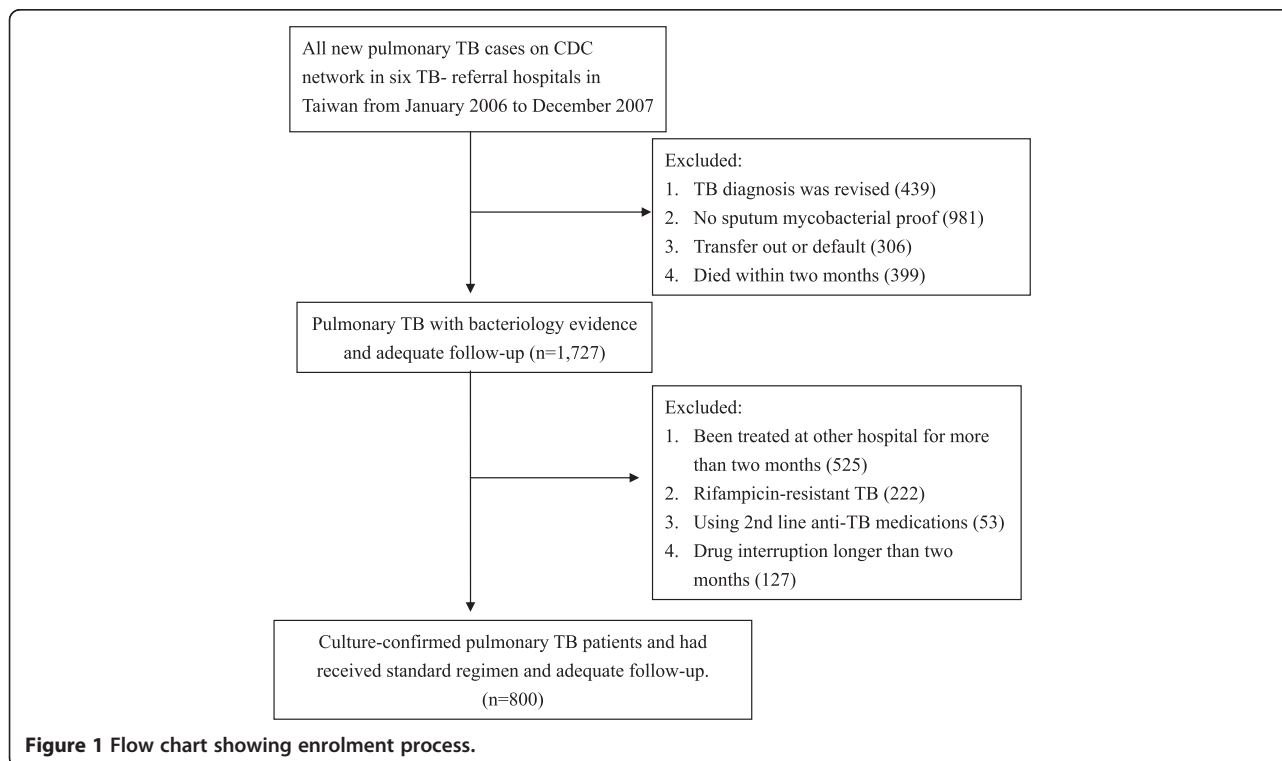 All new pulmonary TB cases on CDC
network in six TB- referral hospitals in
Taiwan from January 2006 to December 2007
Excluded:
1. TB diagnosis was revised (439)
2. No sputum mycobacterial proof (981)
3. Transfer out or default (306)
4. Died within two months (399)
Pulmonary TB with bacteriology evidence
and adequate follow-up (n=1,727)
Excluded:
1. Been treated at other hospital for more
than two months (525)
2. Rifampicin-resistant TB (222)
3. Using 2nd line anti-TB medications (53)
4. Drug interruption longer than two
months (127)
Culture-confirmed pulmonary TB patients and had
received standard regimen and adequate follow-up.
(n=800)
Figure 1 Flow chart showing enrolment process.